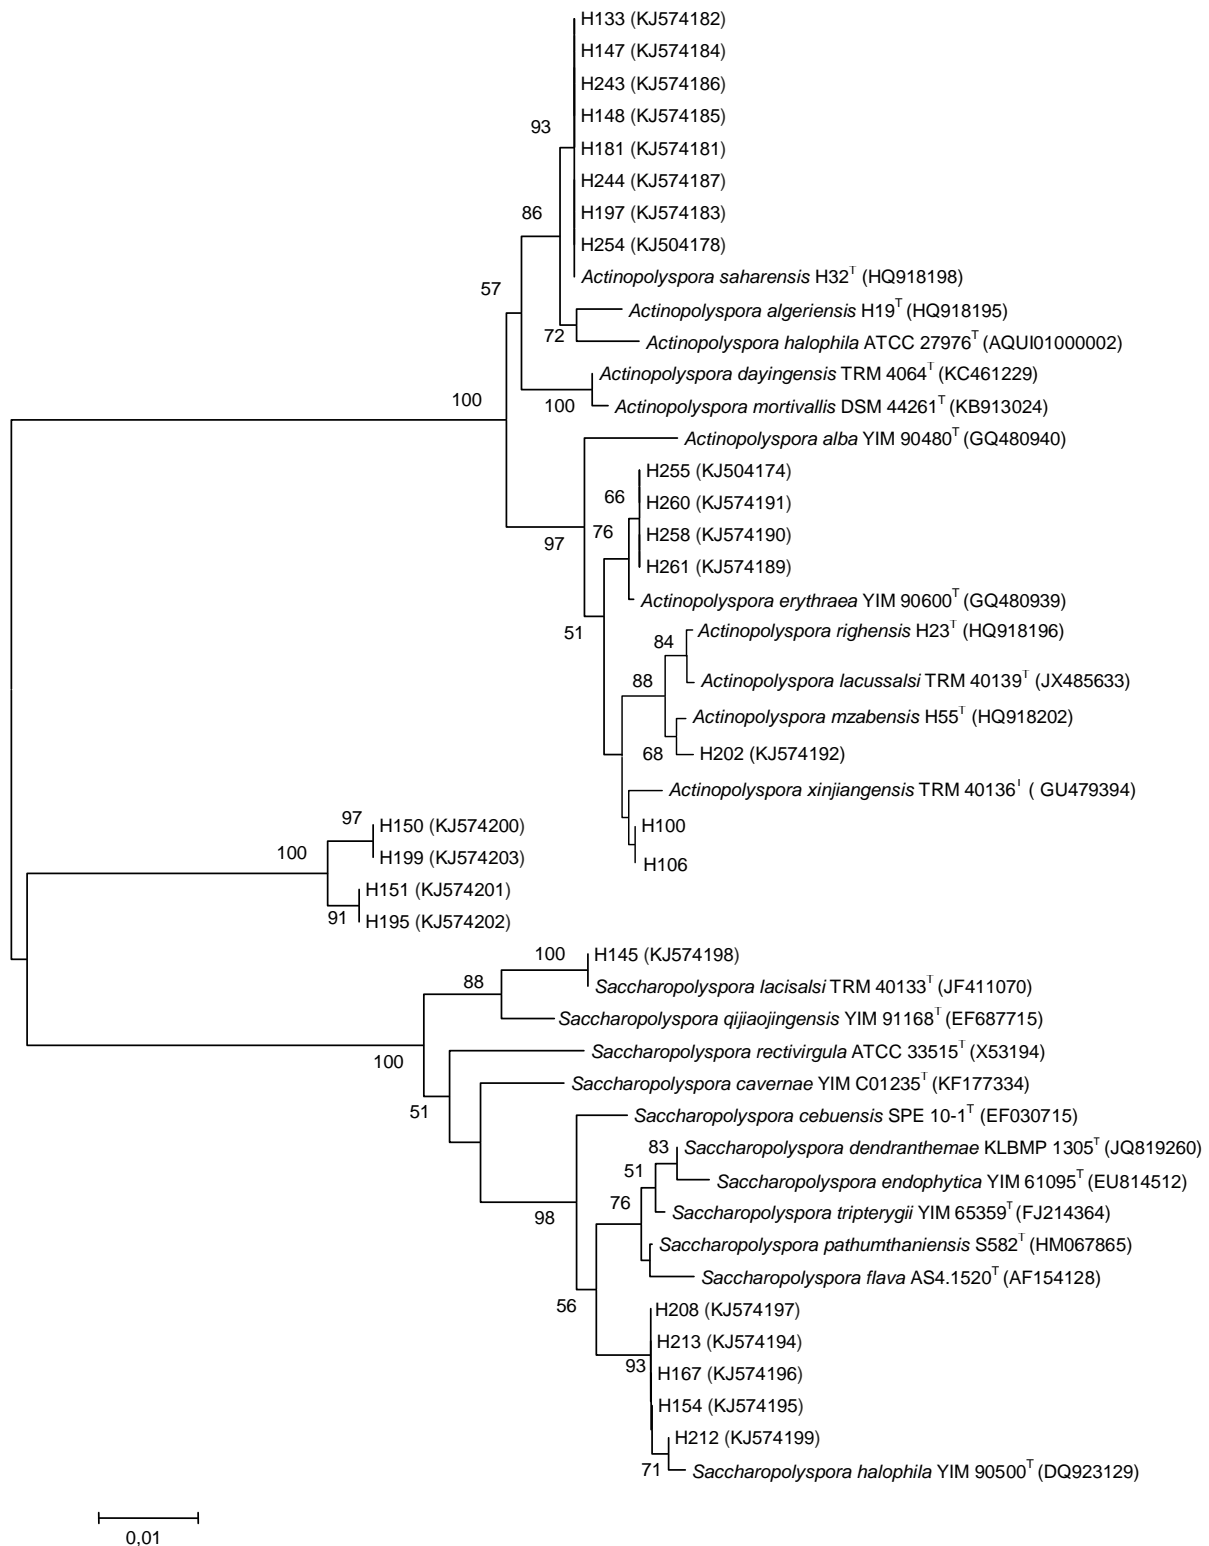 H133 (KJ574182)
H147 (KJ574184)
H243 (KJ574186)
H148 (KJ574185)
93
H181 (KJ574181)
H244 (KJ574187)
86
H197 (KJ574183)
H254 (KJ504178)
Actinopolyspora saharensis H32T (HQ918198)
57
Actinopolyspora algeriensis H19T (HQ918195)
72
Actinopolyspora halophila ATCC 27976T (AQUI01000002)
Actinopolyspora dayingensis TRM 4064T (KC461229)
100
100
Actinopolyspora mortivallis DSM 44261T (KB913024)
Actinopolyspora alba YIM 90480T (GQ480940)
H255 (KJ504174)
66
H260 (KJ574191)
76
H258 (KJ574190)
97
H261 (KJ574189)
Actinopolyspora erythraea YIM 90600T (GQ480939)
51
Actinopolyspora righensis H23T (HQ918196)
84
88
Actinopolyspora lacussalsi TRM 40139T (JX485633)
Actinopolyspora mzabensis H55T (HQ918202)
68
H202 (KJ574192)
Actinopolyspora xinjiangensis TRM 40136T ( GU479394)
97
H150 (KJ574200)
H100
100
H199 (KJ574203)
H106
H151 (KJ574201)
91
H195 (KJ574202)
100
H145 (KJ574198)
88
Saccharopolyspora lacisalsi TRM 40133T (JF411070)
Saccharopolyspora qijiaojingensis YIM 91168T (EF687715)
100
Saccharopolyspora rectivirgula ATCC 33515T (X53194)
Saccharopolyspora cavernae YIM C01235T (KF177334)
51
Saccharopolyspora cebuensis SPE 10-1T (EF030715)
83
Saccharopolyspora dendranthemae KLBMP 1305T (JQ819260)
51
Saccharopolyspora endophytica YIM 61095T (EU814512)
76
98
Saccharopolyspora tripterygii YIM 65359T (FJ214364)
Saccharopolyspora pathumthaniensis S582T (HM067865)
Saccharopolyspora flava AS4.1520T (AF154128)
56
H208 (KJ574197)
H213 (KJ574194)
93
H167 (KJ574196)
H154 (KJ574195)
H212 (KJ574199)
71
Saccharopolyspora halophila YIM 90500T (DQ923129)
0,01